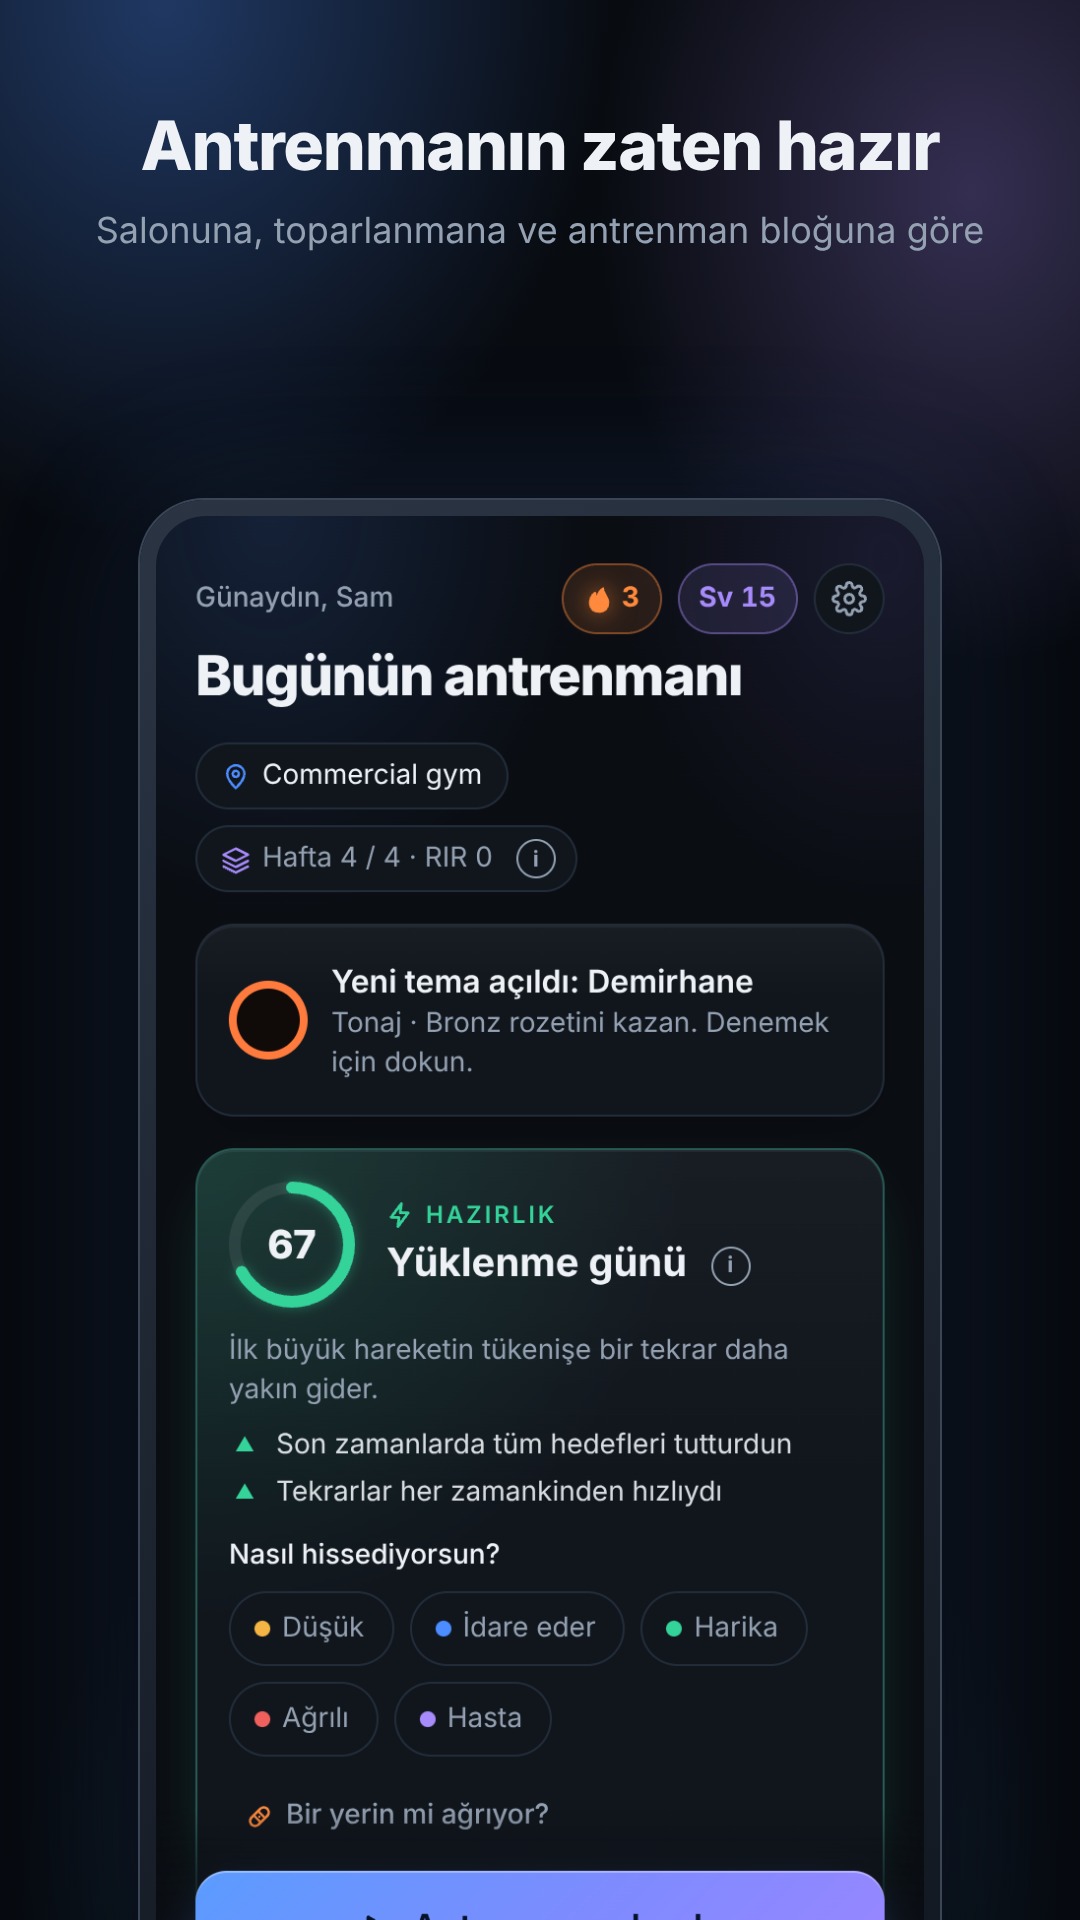 Antrenmanın zaten hazır
Salonuna, toparlanmana ve antrenman bloğuna göre
Günaydın, Sam
3
Sv 15
Bugünün antrenmanı
Commercial gym
Hafta 4 / 4 · RIR 0
Yeni tema açıldı: Demirhane
Tonaj · Bronz rozetini kazan. Denemek
için dokun.
67
HAZIRLIK
Yüklenme günü
İlk büyük hareketin tükenişe bir tekrar daha
yakın gider.
Son zamanlarda tüm hedefleri tutturdun
Tekrarlar her zamankinden hızlıydı
Nasıl hissediyorsun?
Düşük
İdare eder
Harika
Ağrılı
Hasta
Bir yerin mi ağrıyor?